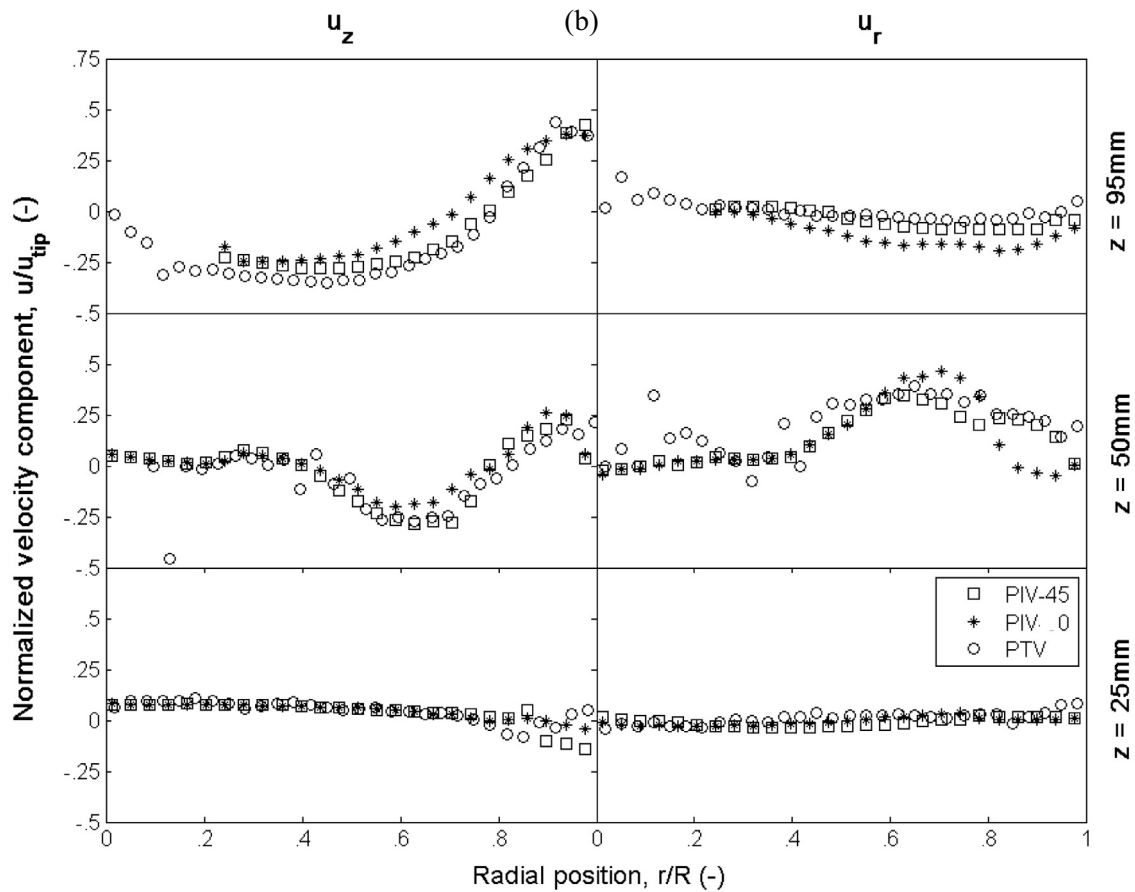 u_z (b) u_r
.75
.5
.25
0
-.25
-.5
z = 95mm
.5
.25
0
-.25
-.5
z = 50mm
.5
.25
0
-.25
-.5
z = 25mm
PIV-45
PTV
Normalized velocity component, u/u_tip (-)
0 .2 .4 .6 .8 0 .2 .4 .6 .8 1
Radial position, r/R (-)